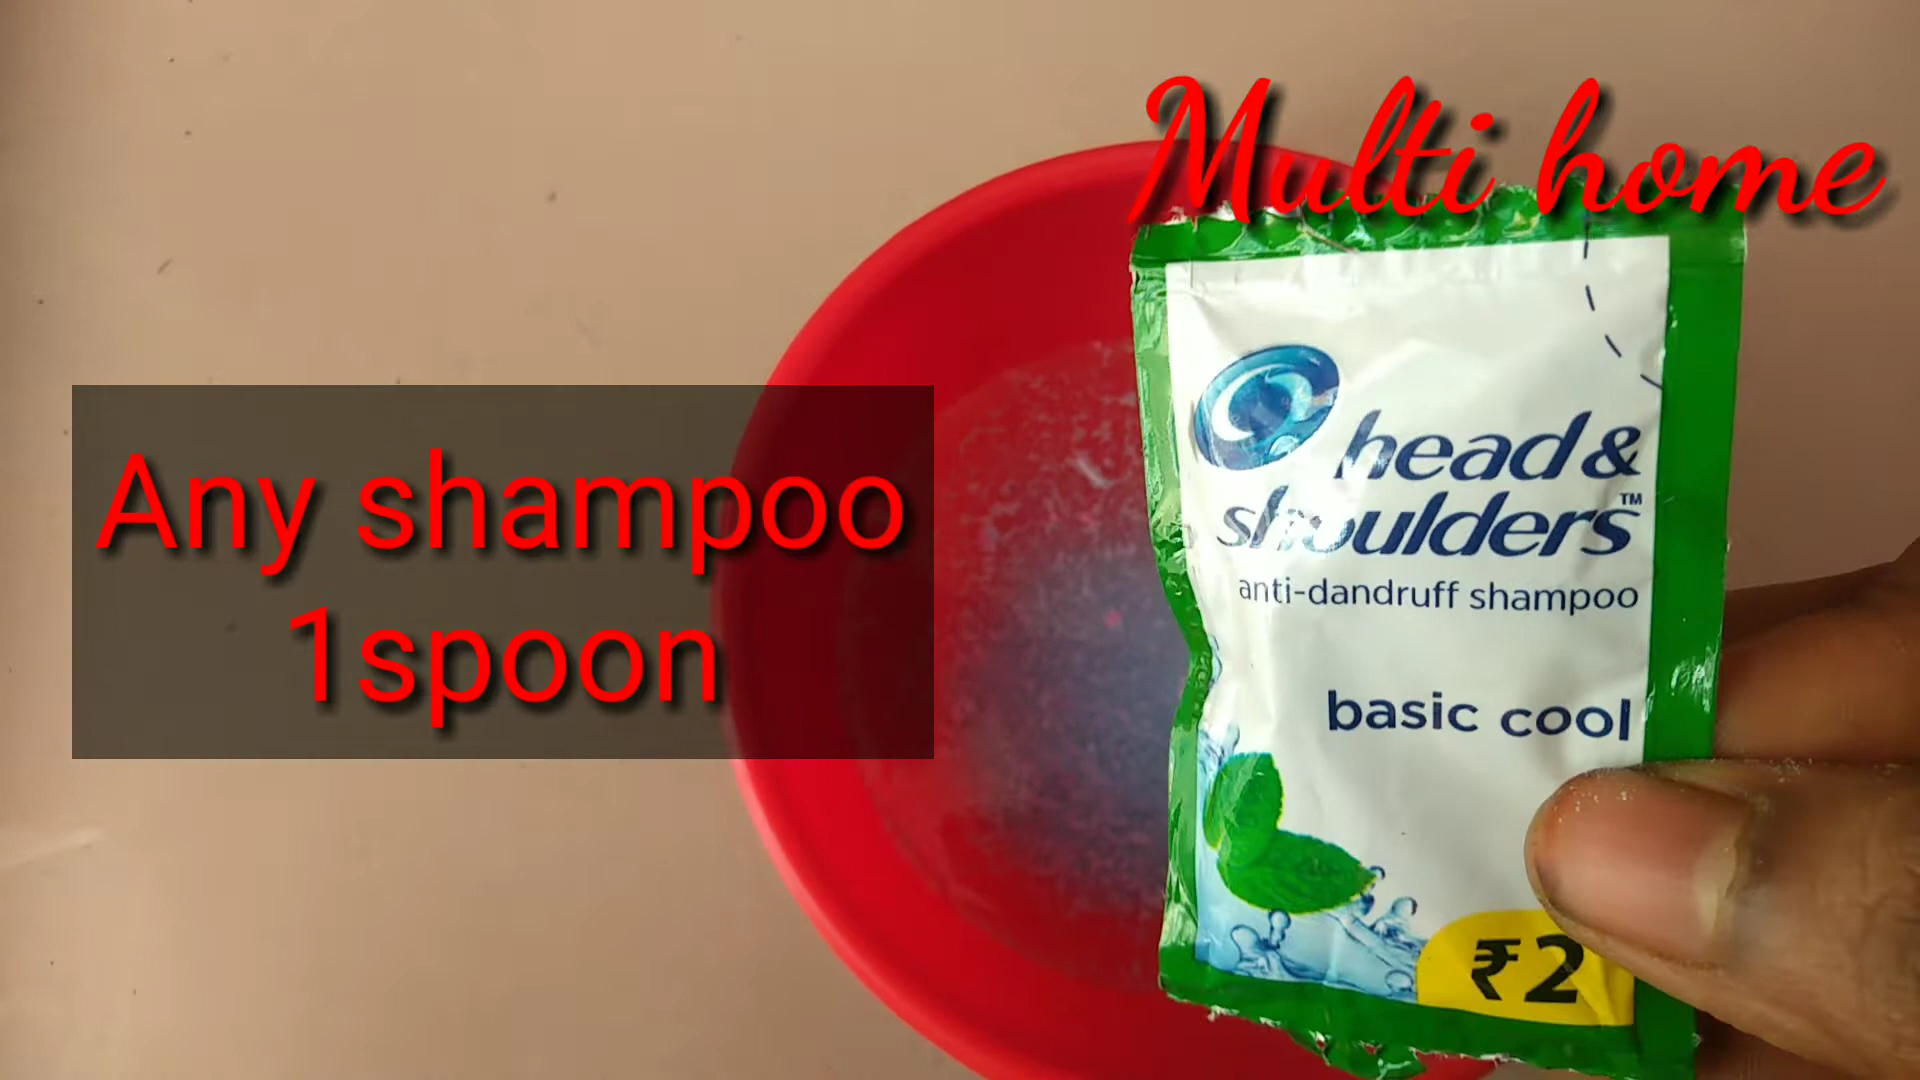 Multi home
Any shampoo
1spoon
head &
shoulders™
anti-dandruff shampoo
basic cool
₹2